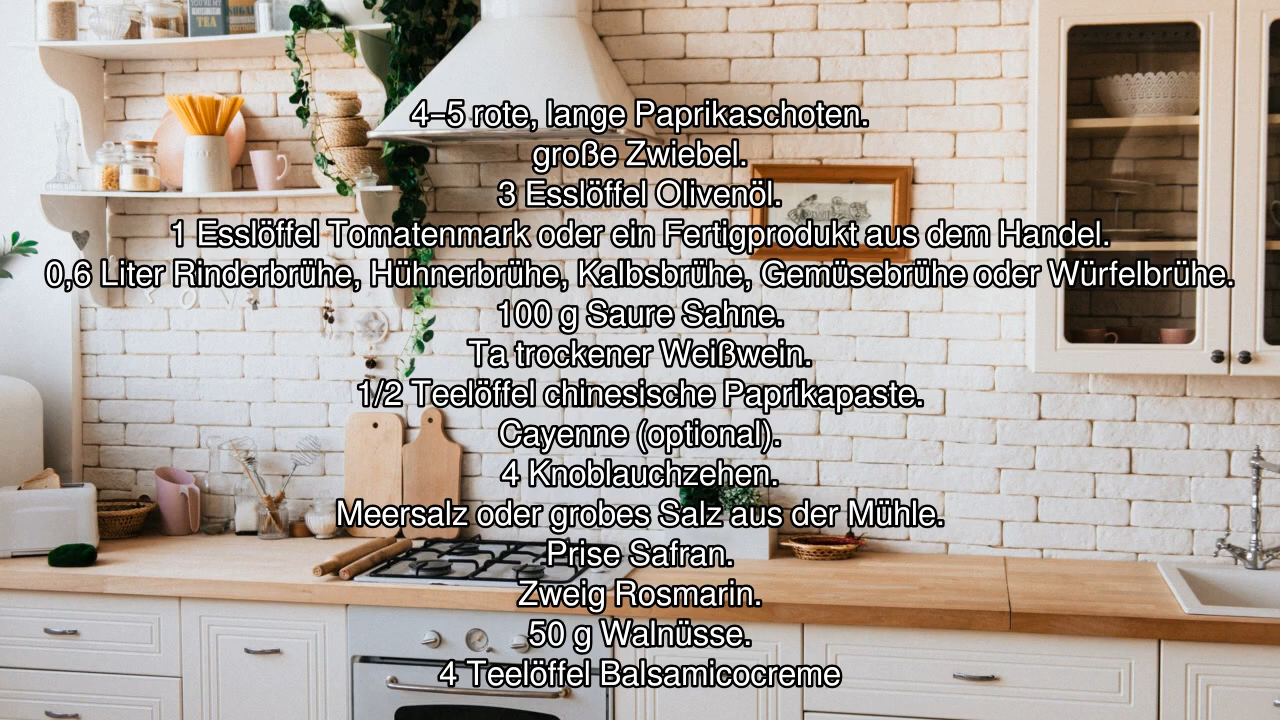 4–5 rote, lange Paprikaschoten.
große Zwiebel.
3 Esslöffel Olivenöl.
1 Esslöffel Tomatenmark oder ein Fertigprodukt aus dem Handel.
0,6 Liter Rinderbrühe, Hühnerbrühe, Kalbsbrühe, Gemüsebrühe oder Würfelbrühe.
100 g Saure Sahne.
Ta trockener Weißwein.
1/2 Teelöffel chinesische Paprikapaste.
Cayenne (optional).
4 Knoblauchzehen.
Meersalz oder grobes Salz aus der Mühle.
Prise Safran.
Zweig Rosmarin.
50 g Walnüsse.
4 Teelöffel Balsamicocreme